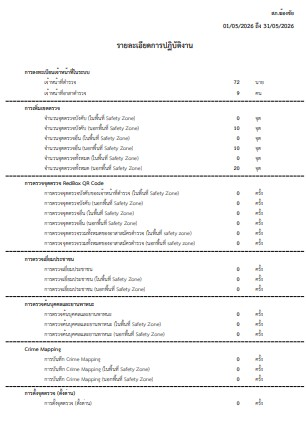 สภ.ฆ้องชัย
01/05/2026 ถึง 31/05/2026
รายละเอียดการปฏิบัติงาน
การลงทะเบียนเจ้าหน้าที่ในระบบ
เจ้าหน้าที่ตำรวจ 72 นาย
เจ้าหน้าที่อาสาตำรวจ 9 คน
การเพิ่มเขตตรวจ
จำนวนจุดตรวจบังคับ (ในพื้นที่ Safety Zone) 0 จุด
จำนวนจุดตรวจบังคับ (นอกพื้นที่ Safety Zone) 10 จุด
จำนวนจุดตรวจอื่น (ในพื้นที่ Safety Zone) 0 จุด
จำนวนจุดตรวจอื่น (นอกพื้นที่ Safety Zone) 10 จุด
จำนวนจุดตรวจทั้งหมด (ในพื้นที่ Safety Zone) 0 จุด
จำนวนจุดตรวจทั้งหมด (นอกพื้นที่ Safety Zone) 20 จุด
การตรวจจุดตรวจ RedBox QR Code
การตรวจจุดตรวจบังคับของเจ้าหน้าที่ตำรวจ (ในพื้นที่ Safety Zone) 0 ครั้ง
การตรวจจุดตรวจบังคับ (นอกพื้นที่ Safety Zone) 0 ครั้ง
การตรวจจุดตรวจอื่น (ในพื้นที่ Safety Zone) 0 ครั้ง
การตรวจจุดตรวจอื่น (นอกพื้นที่ Safety Zone) 0 ครั้ง
การตรวจจุดตรวจรวมทั้งหมดของอาสาสมัครตำรวจ (ในพื้นที่ Safety zone) 0 ครั้ง
การตรวจจุดตรวจรวมทั้งหมดของอาสาสมัครตำรวจ (นอกพื้นที่ Safety zone) 0 ครั้ง
การตรวจเยี่ยมประชาชน
การตรวจเยี่ยมประชาชน 0 ครั้ง
การตรวจเยี่ยมประชาชน (ในพื้นที่ Safety Zone) 0 ครั้ง
การตรวจเยี่ยมประชาชน (นอกพื้นที่ Safety Zone) 0 ครั้ง
การตรวจค้นบุคคลและยานพาหนะ
การตรวจค้นบุคคลและยานพาหนะ 0 ครั้ง
การตรวจค้นบุคคลและยานพาหนะ (ในพื้นที่ Safety Zone) 0 ครั้ง
การตรวจค้นบุคคลและยานพาหนะ (นอกพื้นที่ Safety Zone) 0 ครั้ง
Crime Mapping
การบันทึก Crime Mapping 0 ครั้ง
การบันทึก Crime Mapping (ในพื้นที่ Safety Zone) 0 ครั้ง
การบันทึก Crime Mapping (นอกพื้นที่ Safety Zone) 0 ครั้ง
การตั้งจุดตรวจ (ตั้งด่าน)
การตั้งจุดตรวจ (ตั้งด่าน) 0 ครั้ง